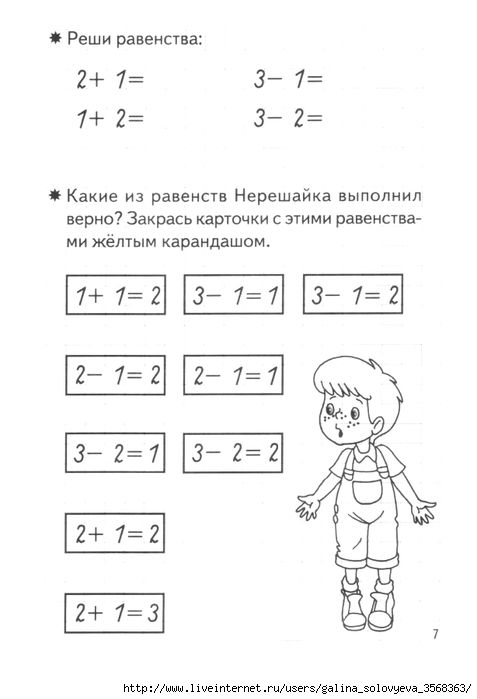 ✷ Реши равенства:
2+ 1= 3− 1=
1+ 2= 3− 2=
✷ Какие из равенств Нерешайка выполнил
верно? Закрась карточки с этими равенства-
ми жёлтым карандашом.
1+ 1=2 3− 1=1 3− 1=2
2− 1=2 2− 1=1
3− 2=1 3− 2=2
2+ 1=2
2+ 1=3
7
http://www.liveinternet.ru/users/galina_solovyeva_3568363/